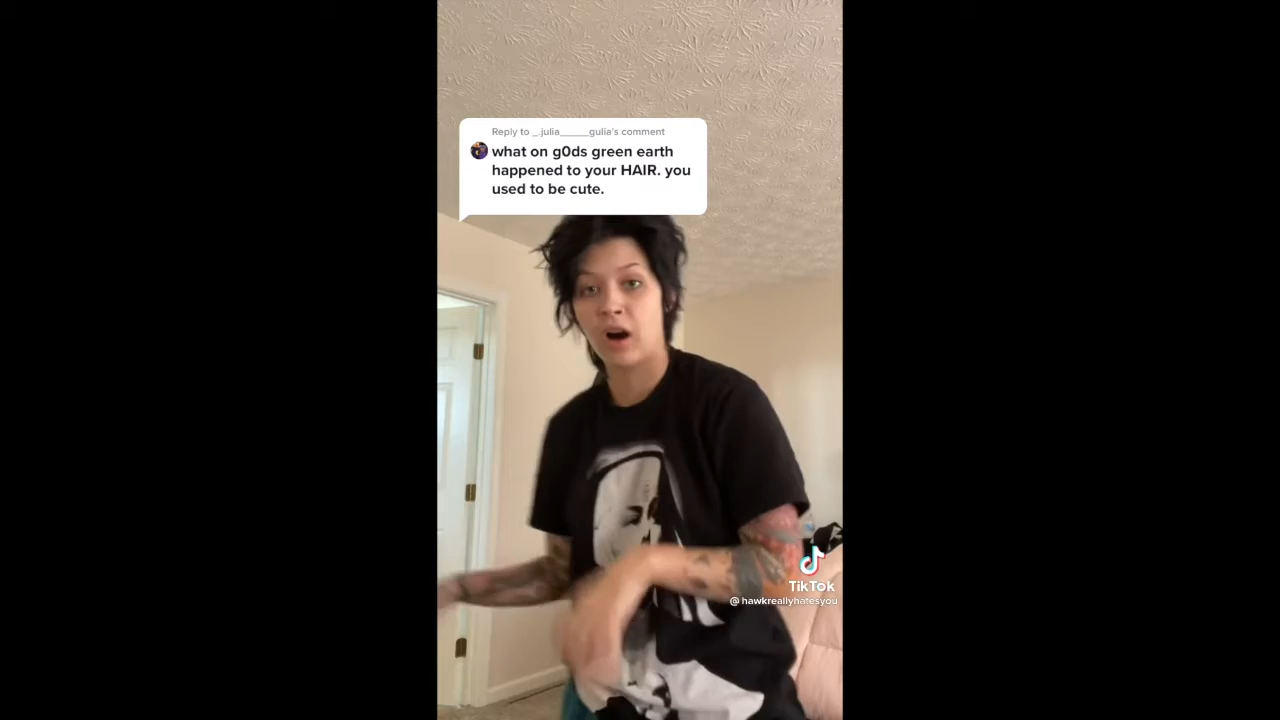 Reply to _.julia_____gulia's comment
what on g0ds green earth
happened to your HAIR. you
used to be cute.
TikTok
@ hawkreallyhatesyou